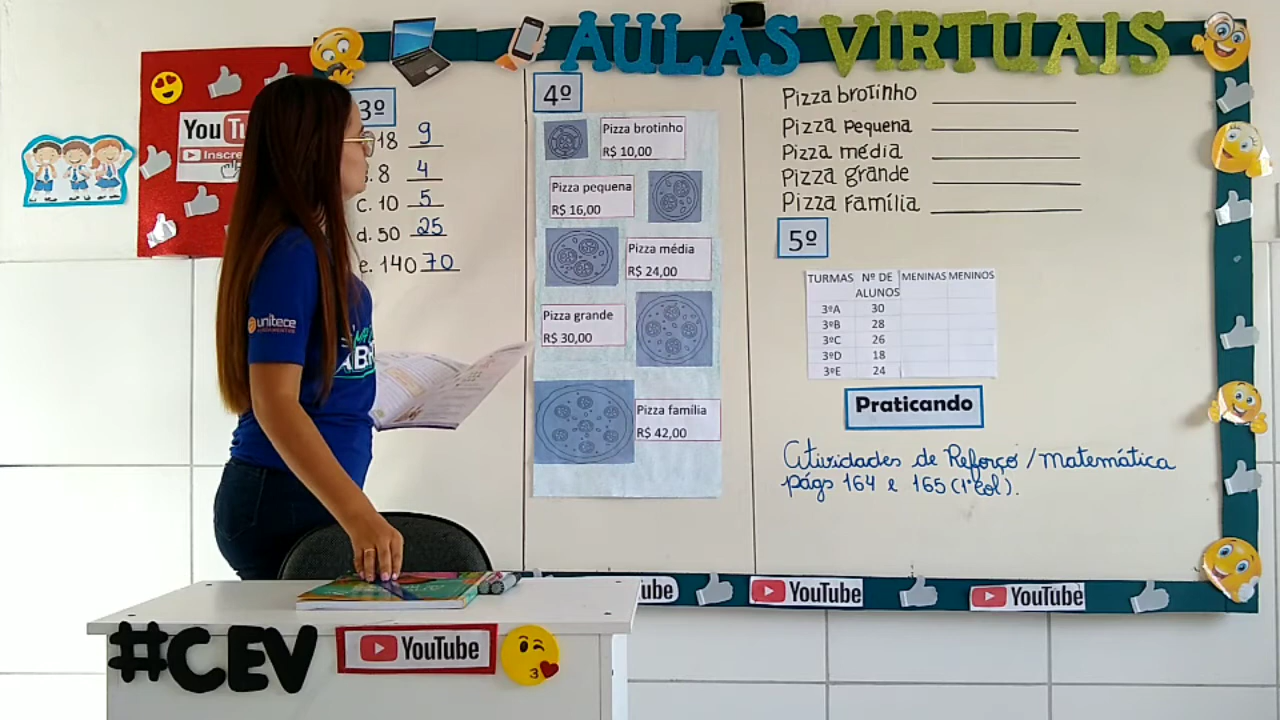 AULAS VIRTUAIS
You Tu
Inscre
3º
18 9
8 4
c. 10 5
d. 50 25
e. 140 70
4º
Pizza brotinho
R$ 10,00
Pizza pequena
R$ 16,00
Pizza média
R$ 24,00
Pizza grande
R$ 30,00
Pizza família
R$ 42,00
Pizza brotinho
Pizza pequena
Pizza média
Pizza grande
Pizza Família
5º
TURMAS Nº DE ALUNOS MENINAS MENINOS
3ºA 30
3ºB 28
3ºC 26
3ºD 18
3ºE 24
Praticando
Atividades de Reforço / Matemática
págs 164 e 165 (1ª col).
unitece
ube
YouTube
YouTube
#CEV
YouTube